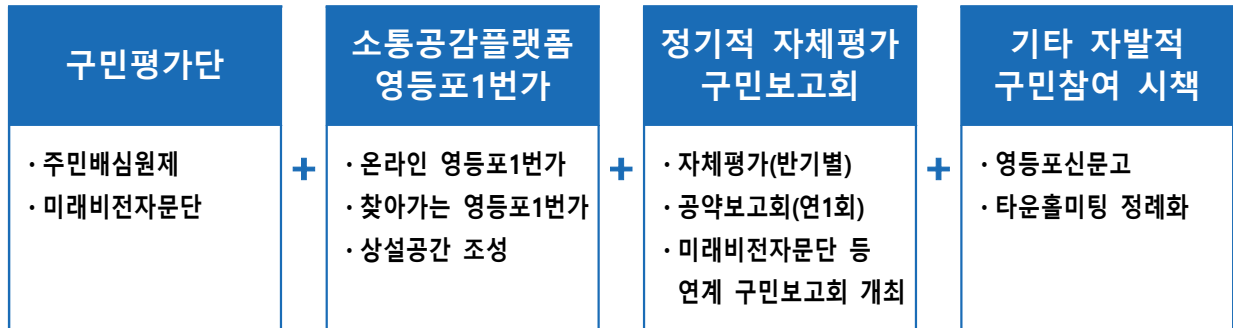 구민평가단
· 주민배심원제
· 미래비전자문단
+
소통공감플랫폼
영등포1번가
· 온라인 영등포1번가
· 찾아가는 영등포1번가
· 상설공간 조성
+
정기적 자체평가
구민보고회
· 자체평가(반기별)
· 공약보고회(연1회)
· 미래비전자문단 등
연계 구민보고회 개최
+
기타 자발적
구민참여 시책
· 영등포신문고
· 타운홀미팅 정례화